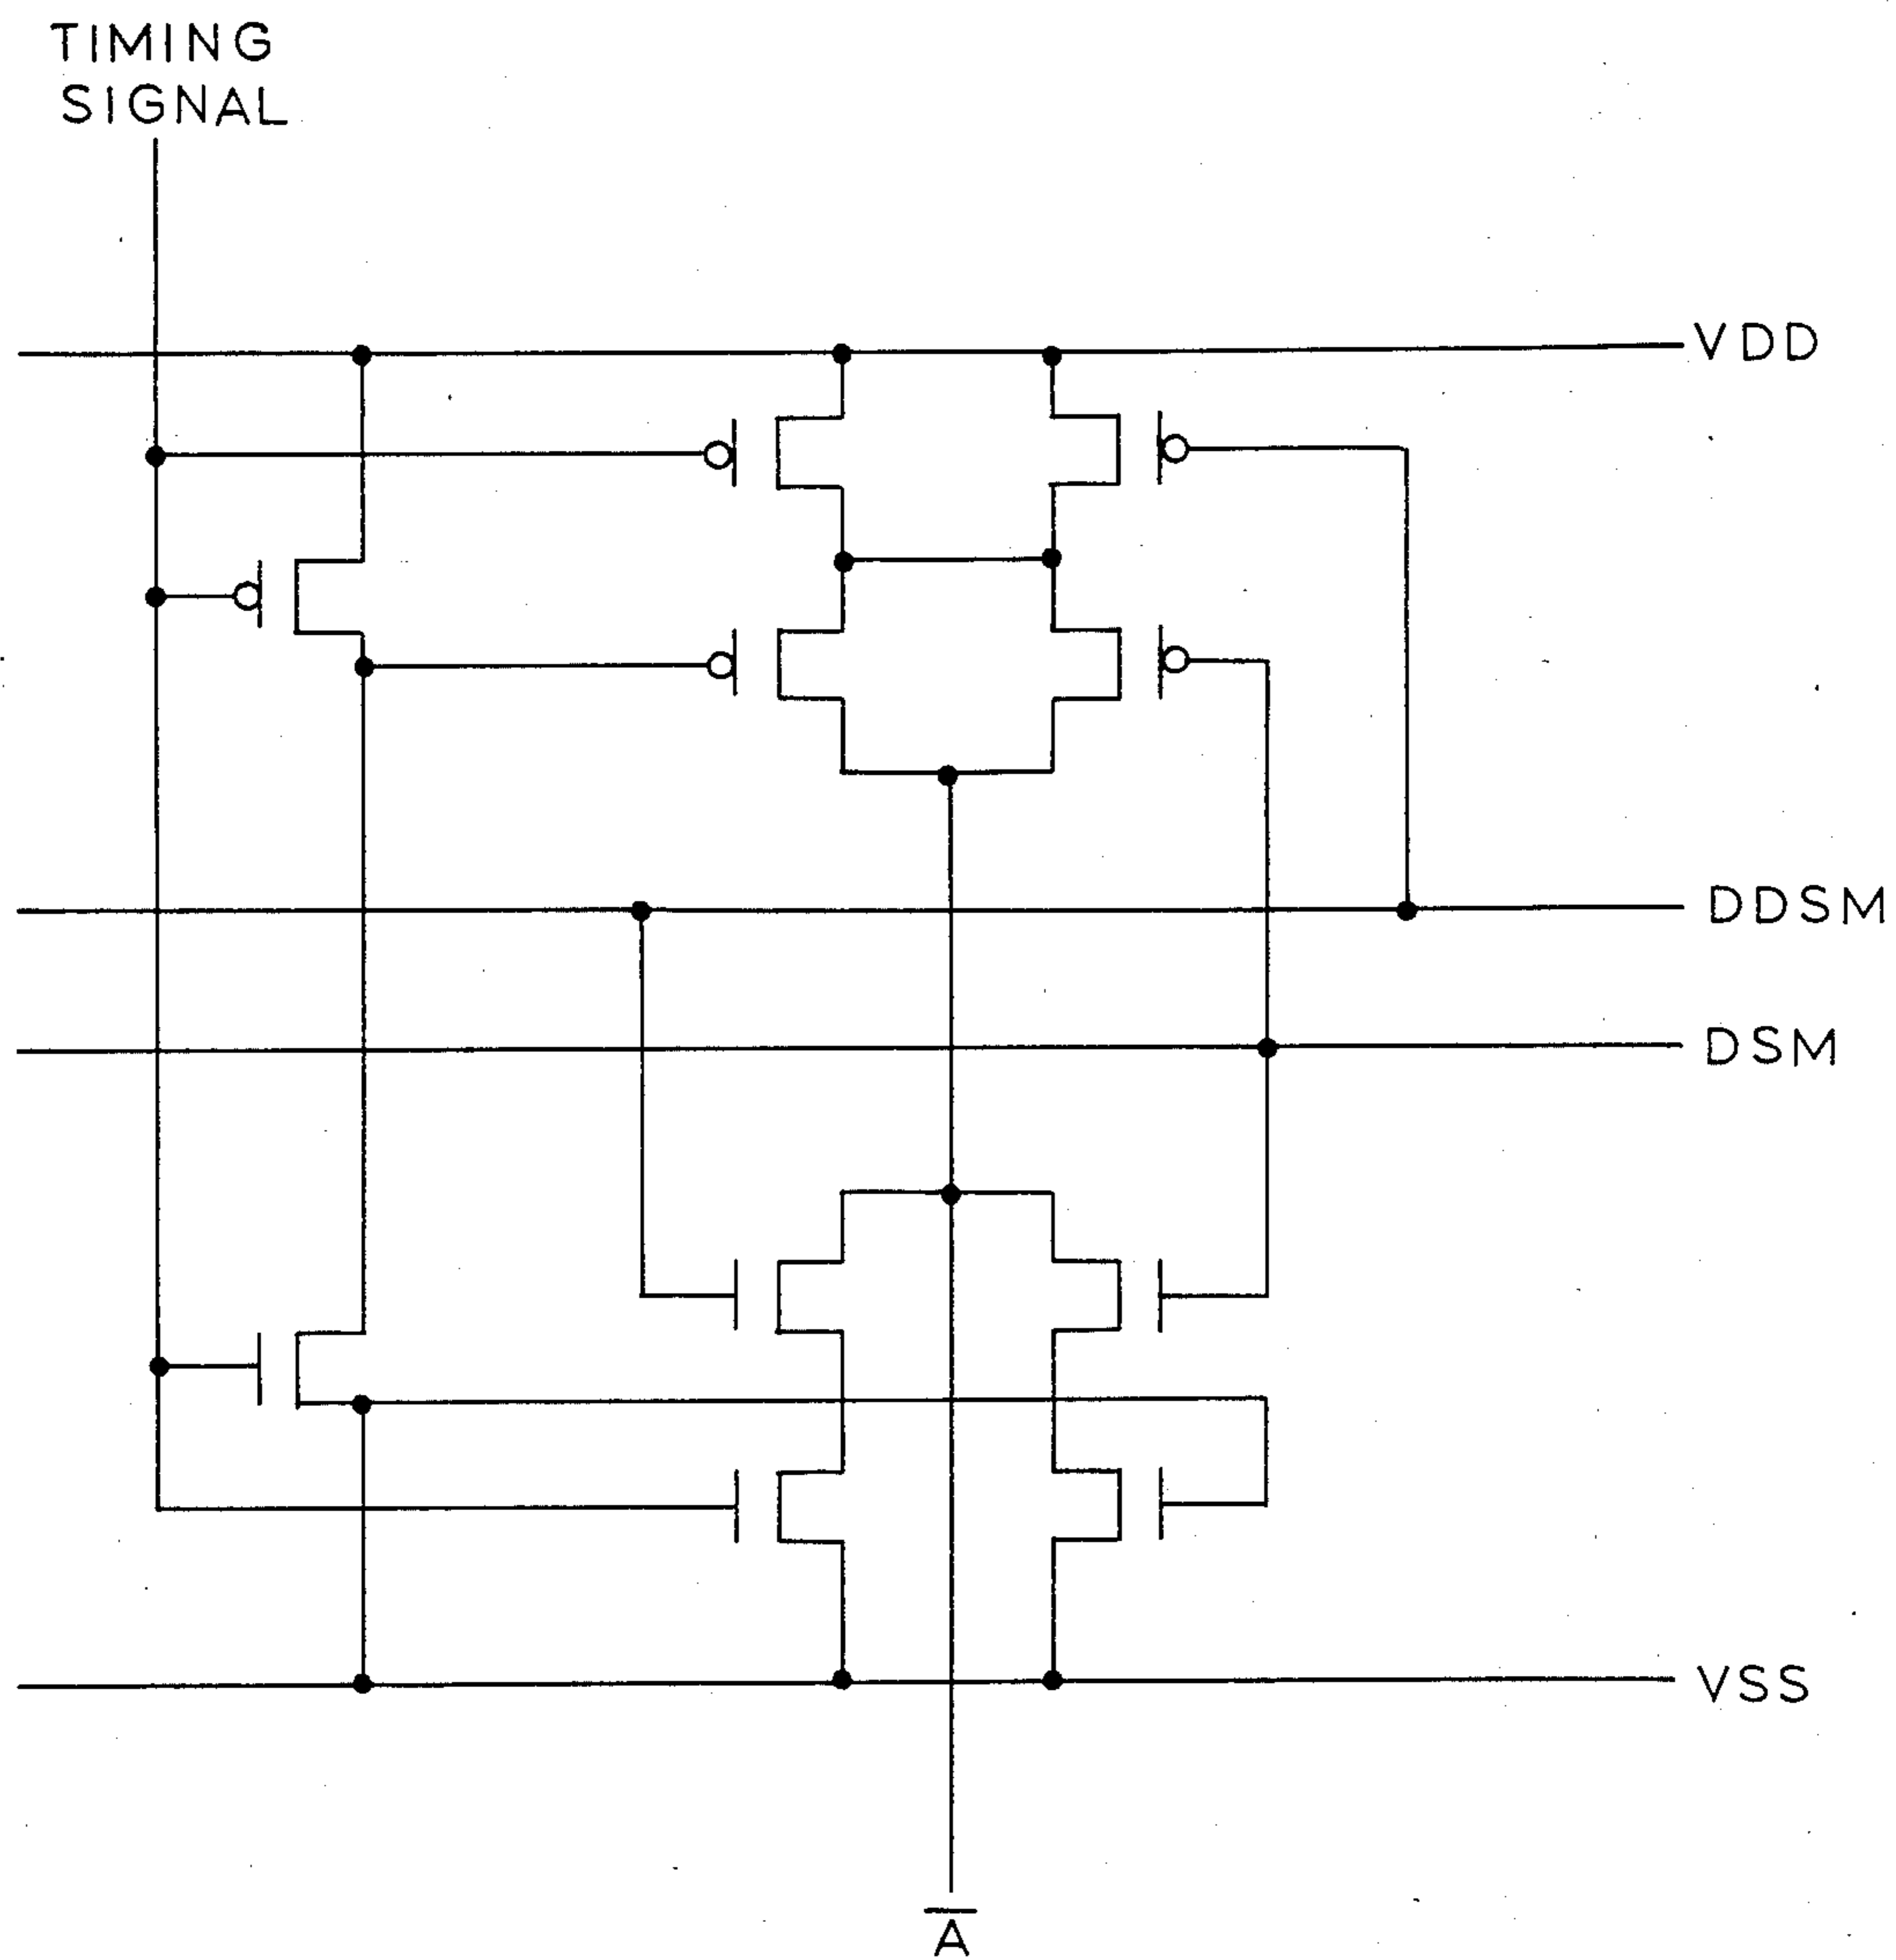 TIMING
SIGNAL
VDD
DDSM
DSM
VSS
A̅